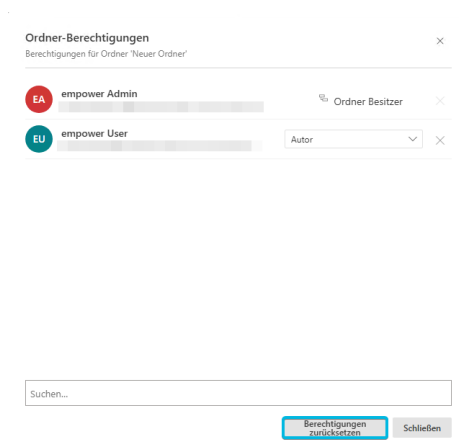 Ordner-Berechtigungen
Berechtigungen für Ordner 'Neuer Ordner'
EA
empower Admin
Ordner Besitzer
EU
empower User
Autor
Suchen...
Berechtigungen
zurücksetzen
Schließen